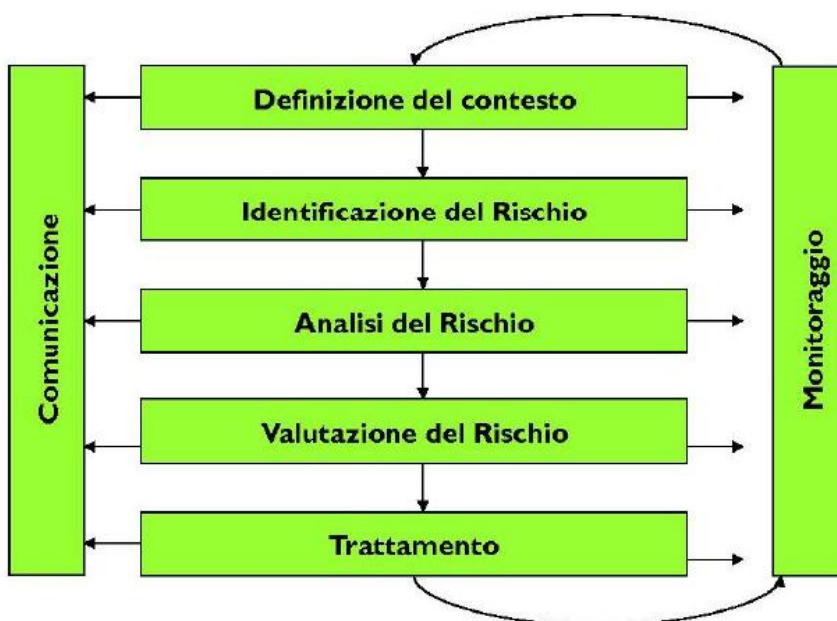 Definizione del contesto
Identificazione del Rischio
Analisi del Rischio
Valutazione del Rischio
Trattamento
Comunicazione
Monitoraggio